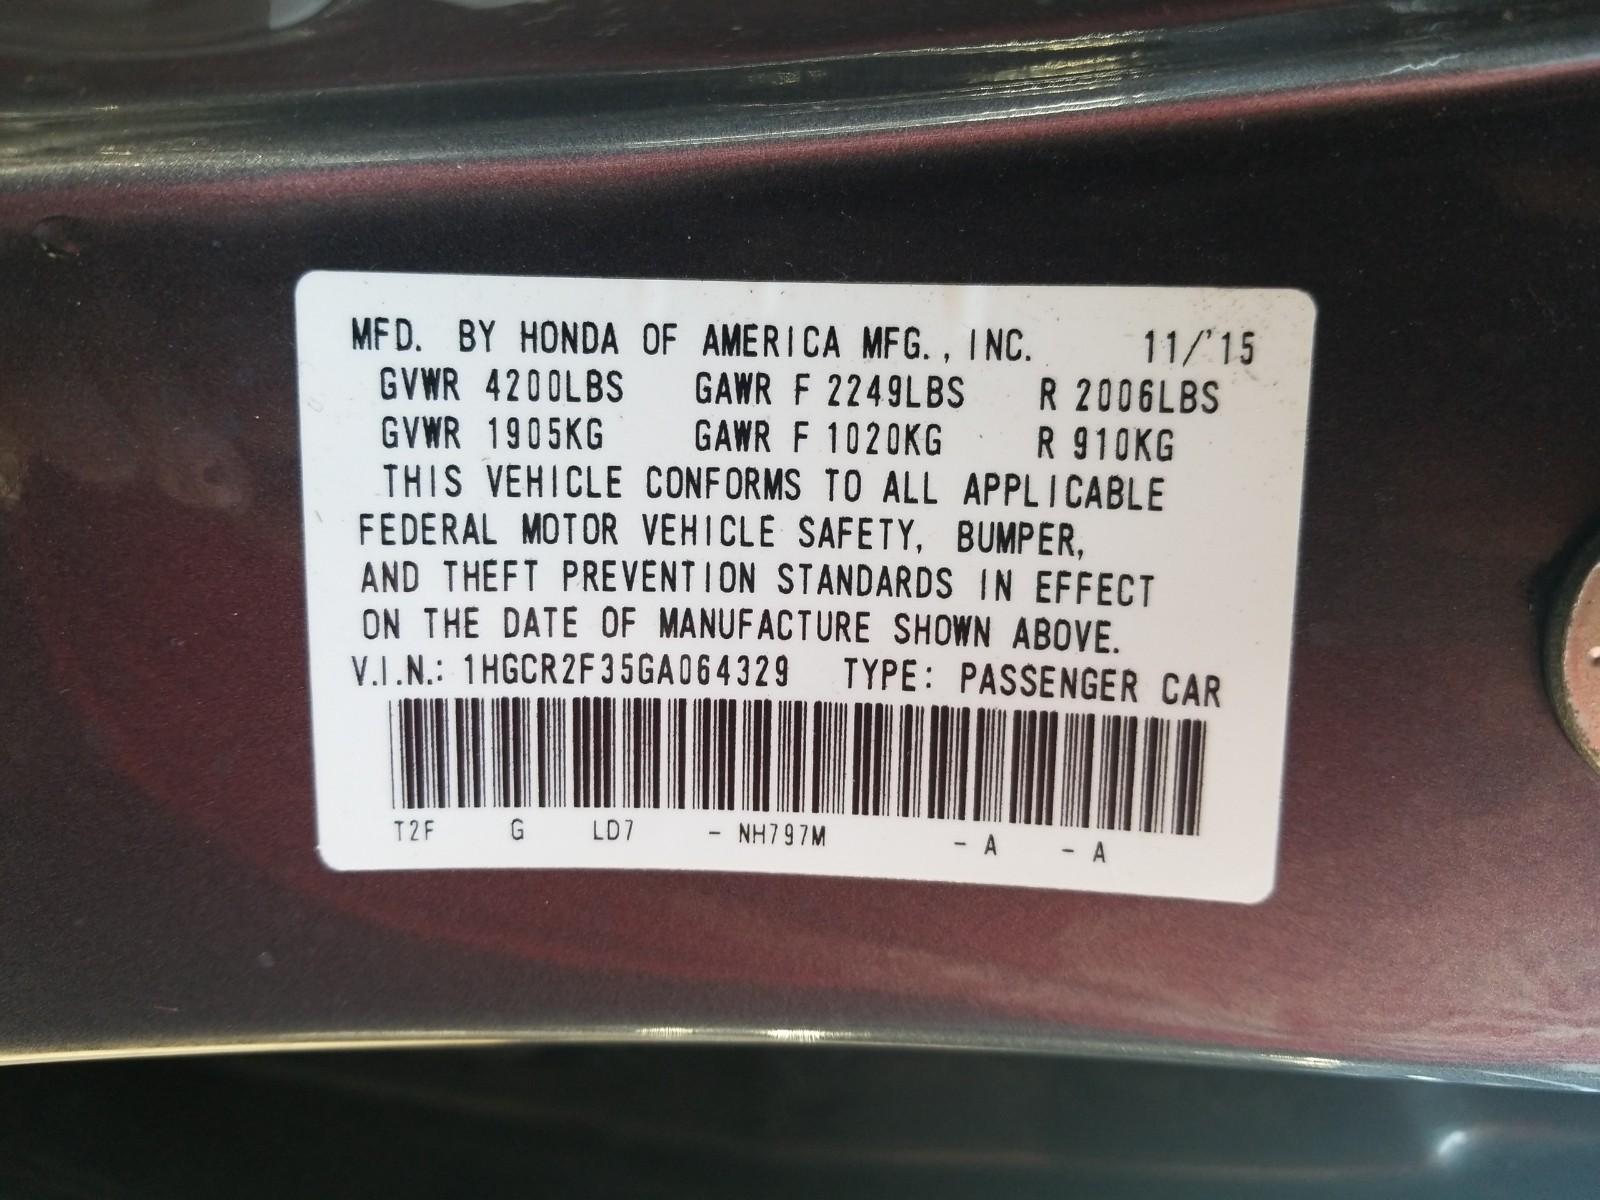 MFD. BY HONDA OF AMERICA MFG., INC. 11/'15
GVWR 4200LBS GAWR F 2249LBS R 2006LBS
GVWR 1905KG GAWR F 1020KG R 910KG
THIS VEHICLE CONFORMS TO ALL APPLICABLE
FEDERAL MOTOR VEHICLE SAFETY, BUMPER,
AND THEFT PREVENTION STANDARDS IN EFFECT
ON THE DATE OF MANUFACTURE SHOWN ABOVE.
V.I.N.: 1HGCR2F35GA064329 TYPE: PASSENGER CAR
T2F G LD7 - NH797M - A - A